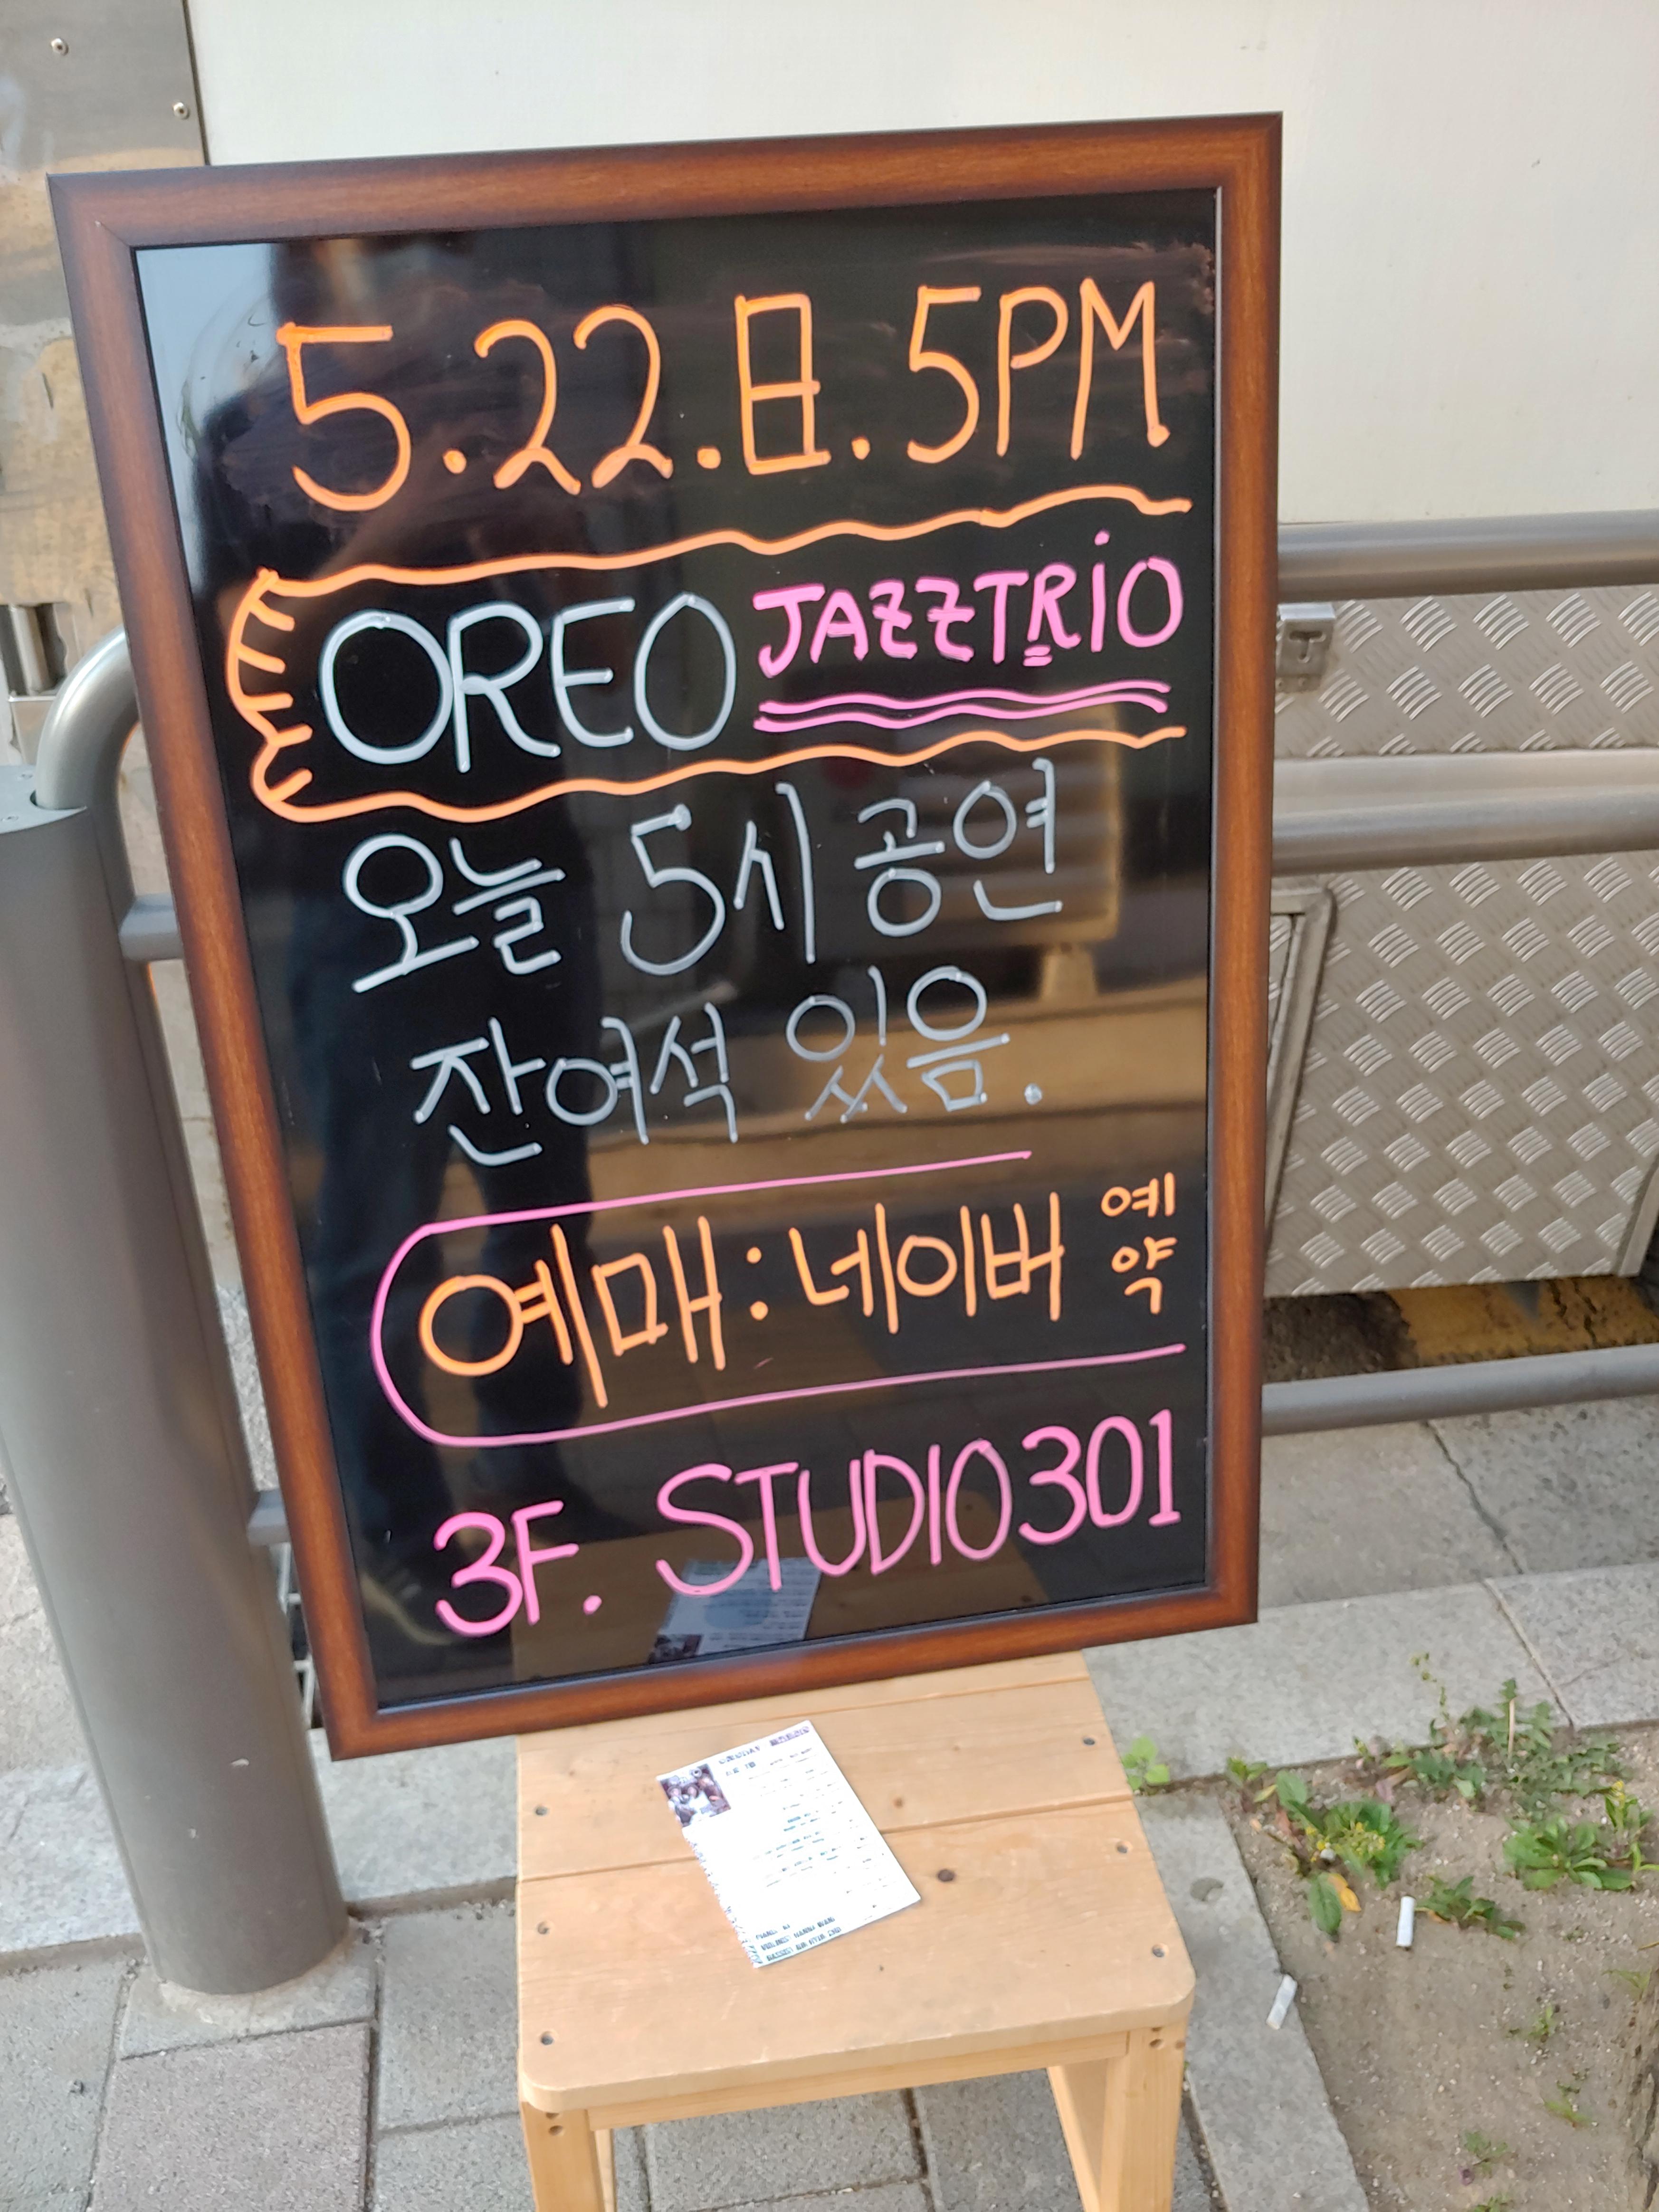 5.22.日.5PM
OREO JAZZTRiO
오늘 5시 공연
잔여석 있음.
예매:네이버 예약
3F. STUDIO301